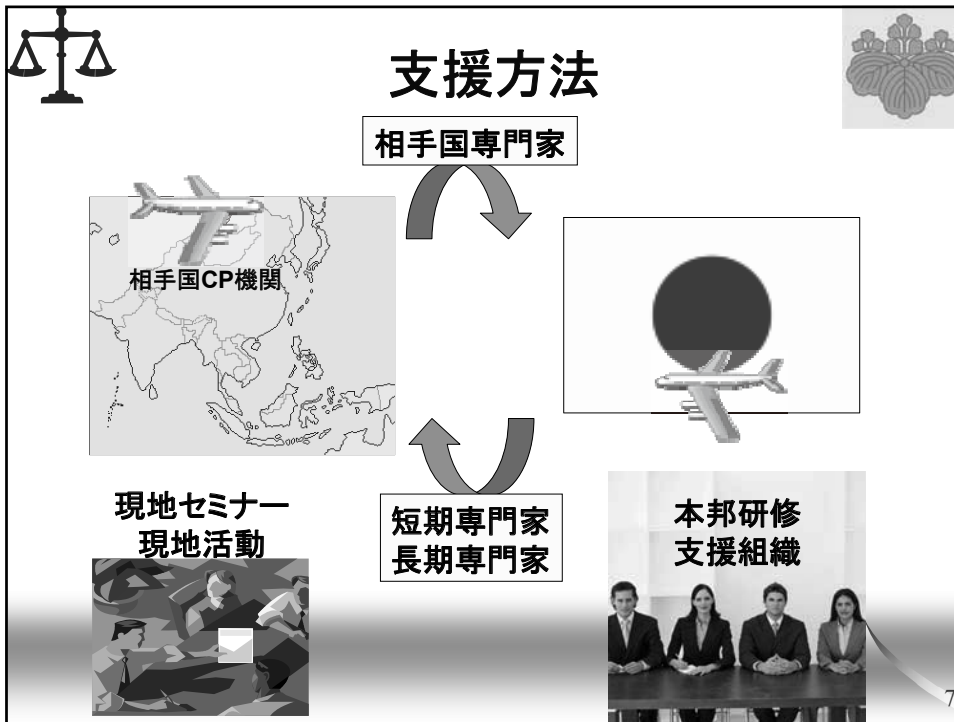 支援方法
相手国専門家
相手国CP機関
現地セミナー
現地活動
短期専門家
長期専門家
本邦研修
支援組織
7